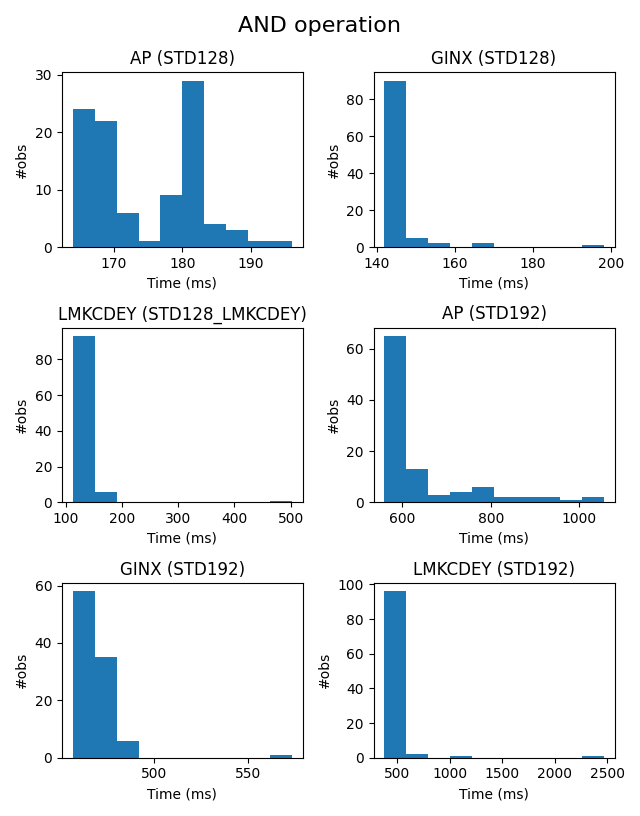 AND operation
AP (STD128)
#obs
30
20
10
0
170
180
190
Time (ms)
GINX (STD128)
#obs
80
60
40
20
0
140
160
180
200
Time (ms)
LMKCDEY (STD128_LMKCDEY)
#obs
80
60
40
20
0
100
200
300
400
500
Time (ms)
AP (STD192)
#obs
60
40
20
0
600
800
1000
Time (ms)
GINX (STD192)
#obs
60
40
20
0
500
550
Time (ms)
LMKCDEY (STD192)
#obs
100
80
60
40
20
0
500
1000
1500
2000
2500
Time (ms)